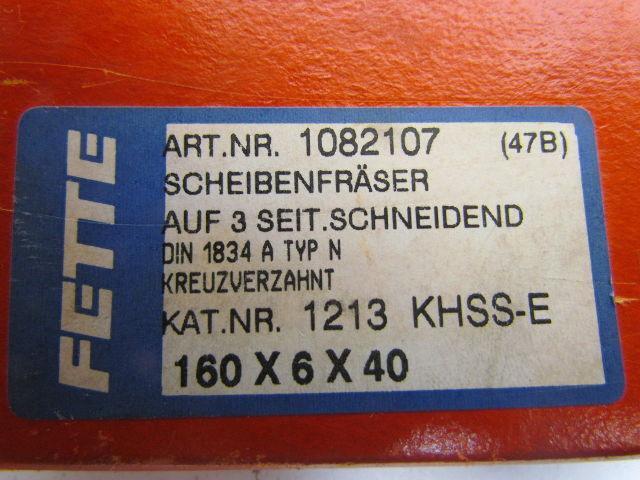 FETTE
ART.NR. 1082107 (47B)
SCHEIBENFRÄSER
AUF 3 SEIT.SCHNEIDEND
DIN 1834 A TYP N
KREUZVERZAHNT
KAT.NR. 1213 KHSS-E
160 X 6 X 40